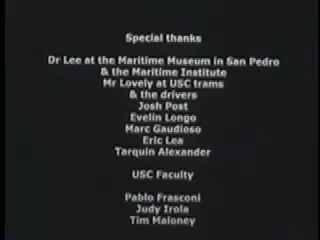 Special thanks
Dr Lee at the Maritime Museum in San Pedro
& the Maritime Institute
Mr Lovely at USC trams
& the drivers
Josh Post
Evelin Longo
Marc Gaudioso
Eric Lea
Tarquin Alexander
USC Faculty
Pablo Frasconi
Judy Irola
Tim Maloney